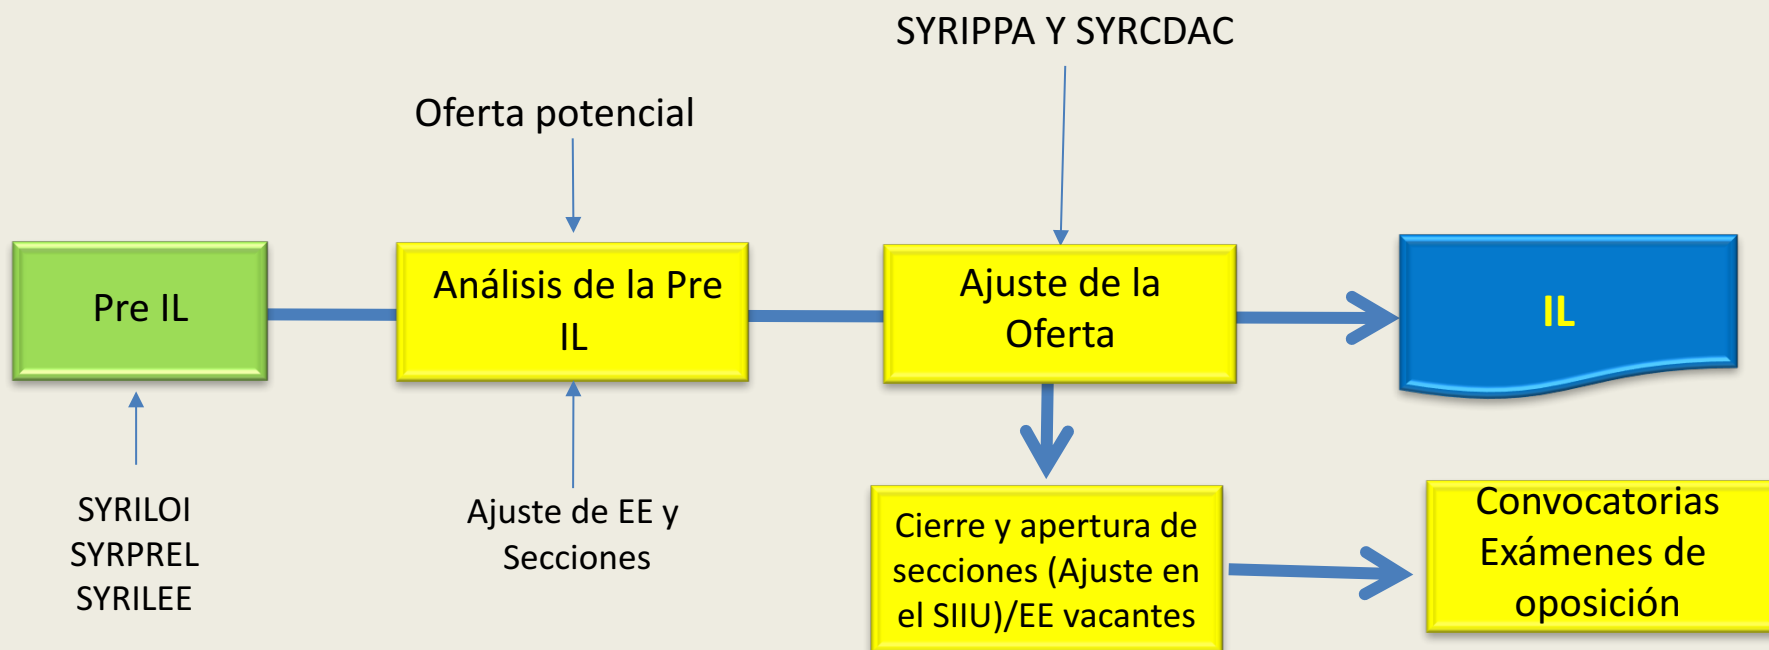 SYRIPPA Y SYRCDAC
Oferta potencial
Pre IL
Análisis de la Pre
IL
Ajuste de la
Oferta
IL
SYRILOI
SYRPREL
SYRILEE
Ajuste de EE y
Secciones
Cierre y apertura de
secciones (Ajuste en
el SIIU)/EE vacantes
Convocatorias
Exámenes de
oposición